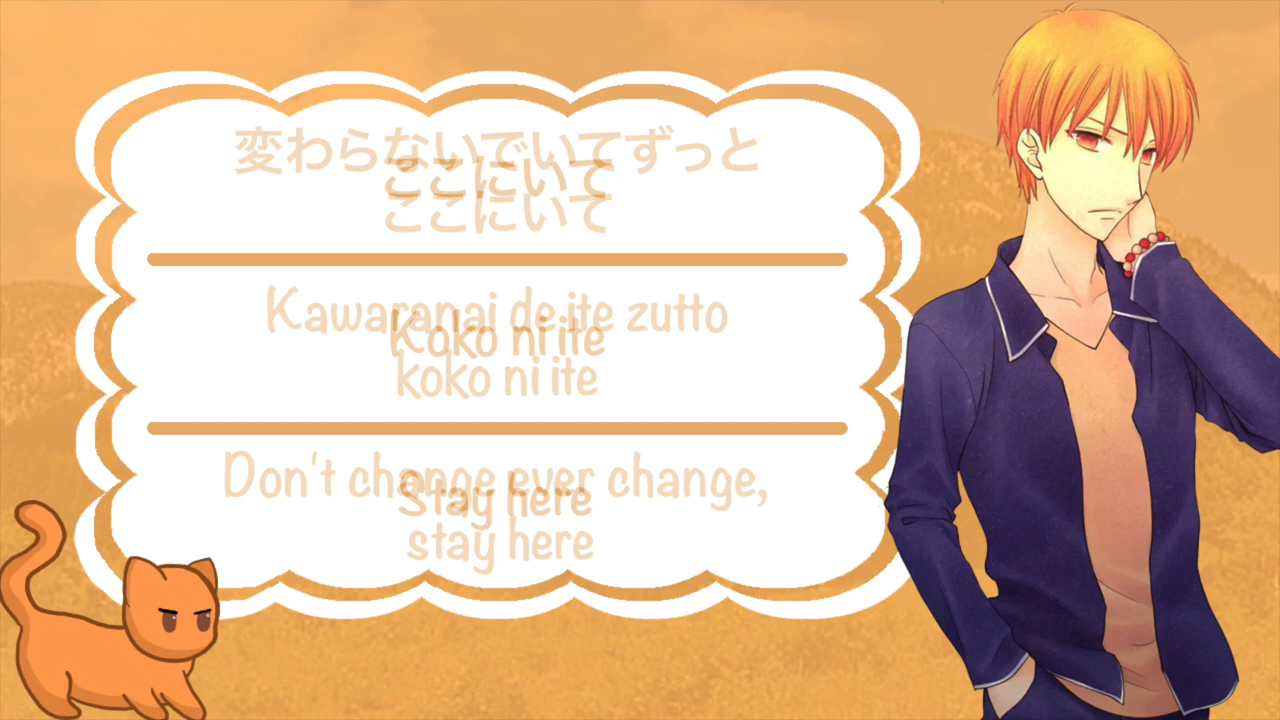 変わらないでいてずっと
ここにいて
ここにいて
Kawaranai de ite zutto
Koko ni ite
koko ni ite
Don't change ever change,
Stay here
stay here